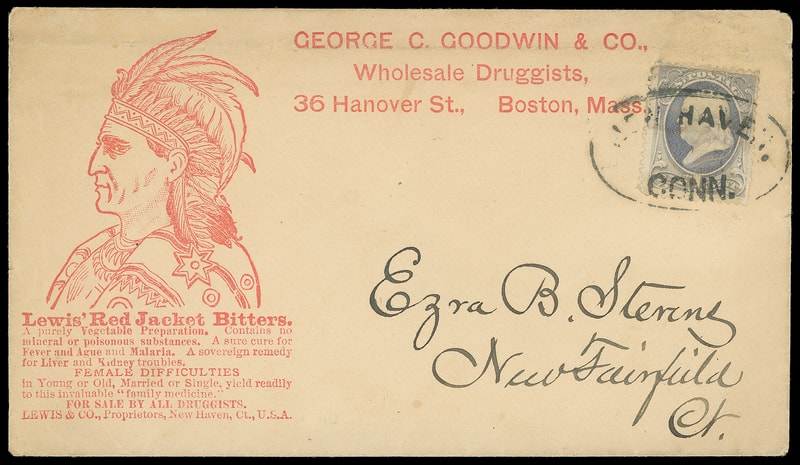 GEORGE C. GOODWIN & CO.,
Wholesale Druggists,
36 Hanover St., Boston, Mass.
NEW HAVEN.
CONN.
Lewis' Red Jacket Bitters.
A purely Vegetable Preparation. Contains no
mineral or poisonous substances. A sure cure for
Fever and Ague and Malaria. A sovereign remedy
for Liver and Kidney troubles.
FEMALE DIFFICULTIES
in Young or Old, Married or Single, yield readily
to this invaluable "family medicine."
FOR SALE BY ALL DRUGGISTS.
LEWIS & CO., Proprietors, New Haven, Ct., U.S.A.
Ezra B. Stevens
New Fairfield
Ct.